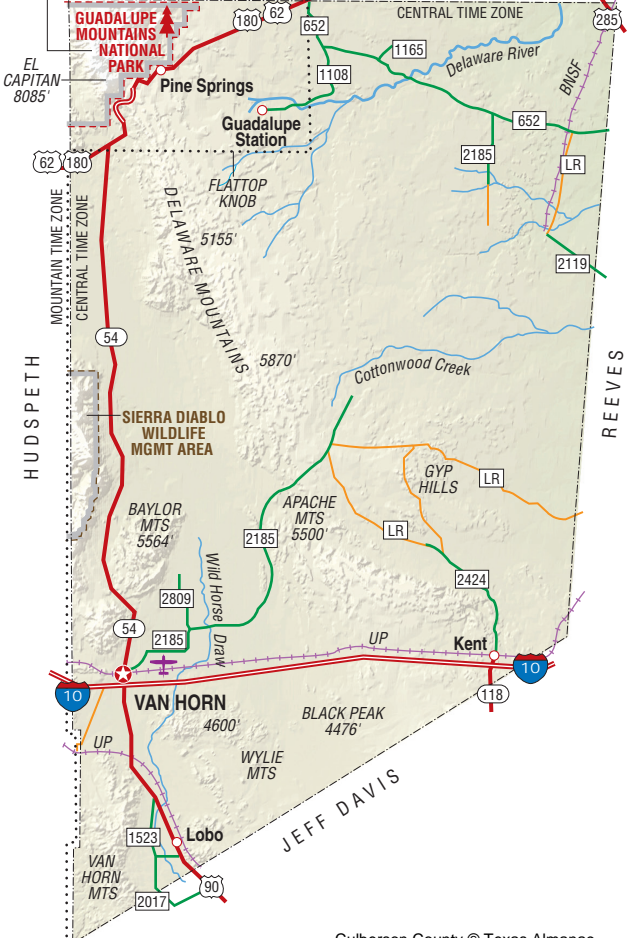 GUADALUPE
MOUNTAINS
NATIONAL
PARK
EL
CAPITAN
8085'
180
62
652
CENTRAL TIME ZONE
285
1165
1108
Delaware River
BNSF
Pine Springs
Guadalupe
Station
652
2185
LR
62
180
FLATTOP
KNOB
MOUNTAIN TIME ZONE
CENTRAL TIME ZONE
DELAWARE MOUNTAINS
5155'
2119
54
5870'
Cottonwood Creek
HUDSPETH
REEVES
SIERRA DIABLO
WILDLIFE
MGMT AREA
GYP
HILLS
LR
BAYLOR
MTS
5564'
APACHE
MTS
5500'
2185
LR
Wild Horse Draw
2809
2424
54
2185
UP
Kent
10
10
118
VAN HORN
4600'
BLACK PEAK
4476'
UP
WYLIE
MTS
JEFF DAVIS
1523
Lobo
VAN
HORN
MTS
90
2017